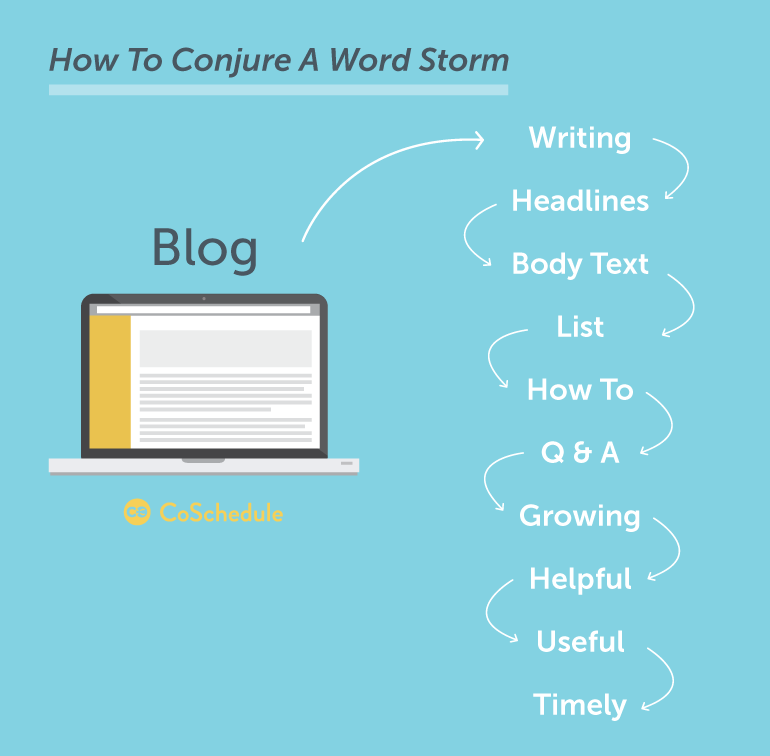 How To Conjure A Word Storm
Blog
CoSchedule
Writing
Headlines
Body Text
List
How To
Q & A
Growing
Helpful
Useful
Timely